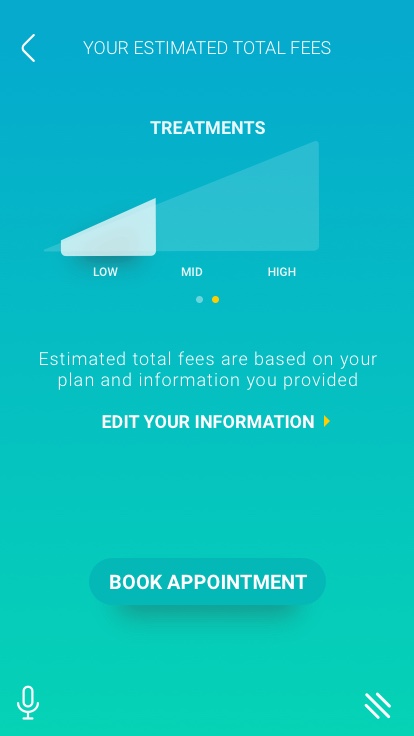 YOUR ESTIMATED TOTAL FEES
TREATMENTS
LOW MID HIGH
Estimated total fees are based on your
plan and information you provided
EDIT YOUR INFORMATION
BOOK APPOINTMENT